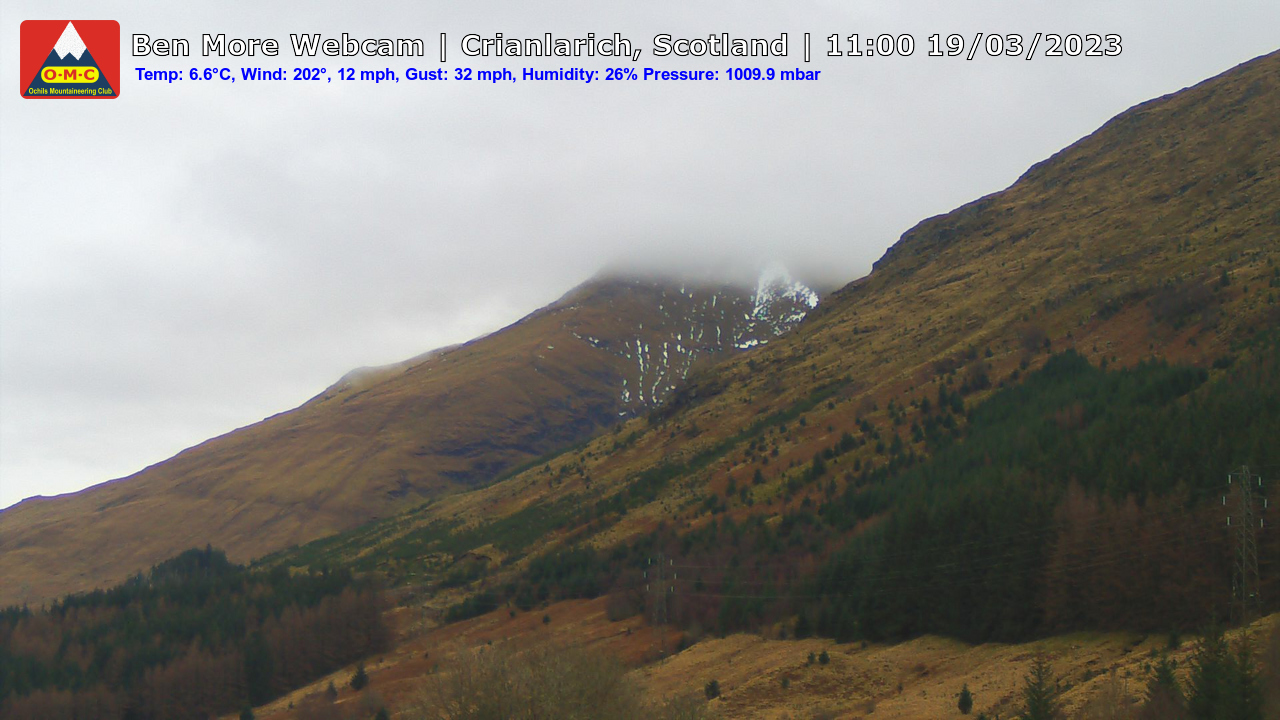 Ben More Webcam | Crianlarich, Scotland | 11:00 19/03/2023
Temp: 6.6°C, Wind: 202°, 12 mph, Gust: 32 mph, Humidity: 26% Pressure: 1009.9 mbar
O-M-C
Ochils Mountaineering Club